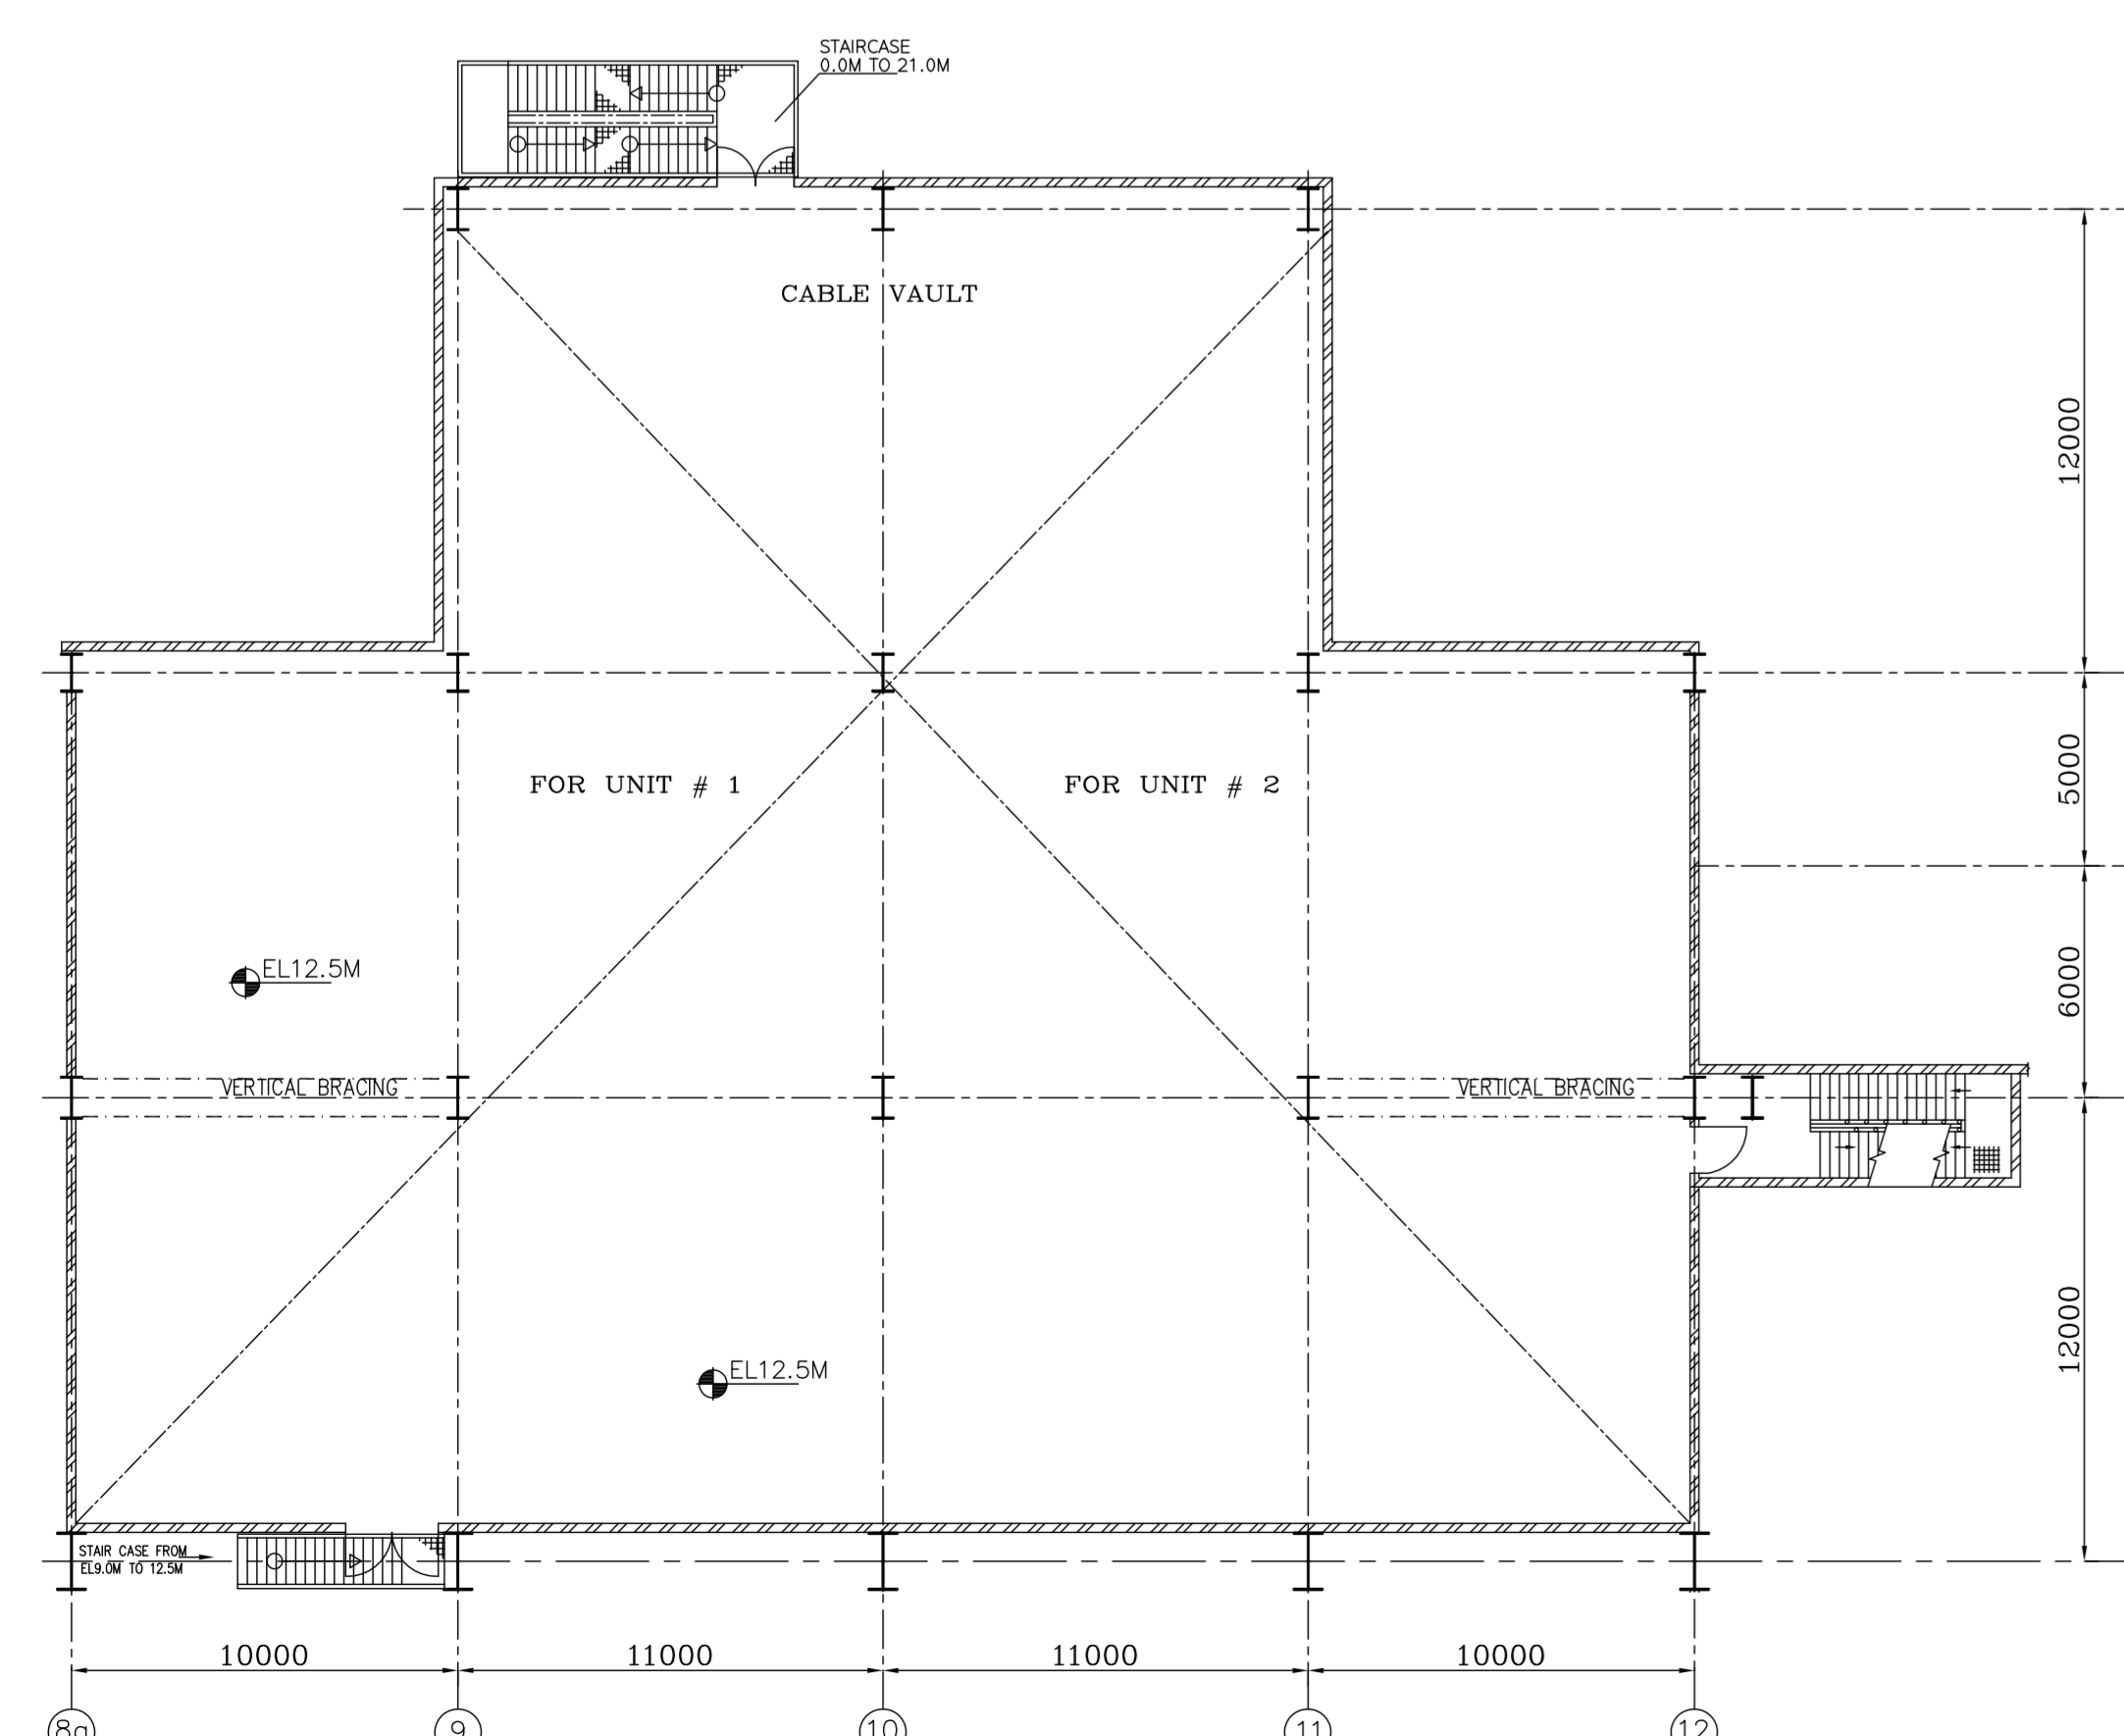 STAIRCASE
0.0M TO 21.0M
CABLE VAULT
12000
FOR UNIT # 1
FOR UNIT # 2
5000
EL12.5M
6000
VERTICAL BRACING
VERTICAL BRACING
12000
EL12.5M
STAIR CASE FROM
EL9.0M TO 12.5M
10000
11000
11000
10000
8a
9
10
11
12